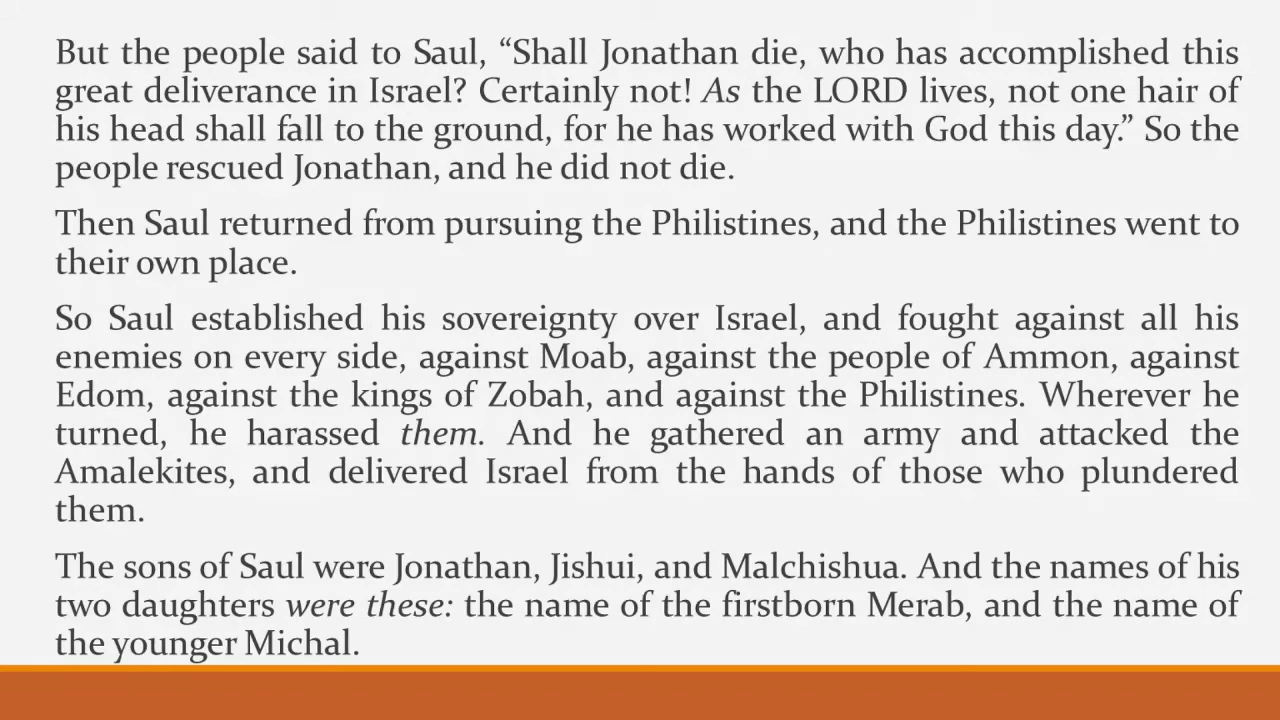 But the people said to Saul, “Shall Jonathan die, who has accomplished this
great deliverance in Israel? Certainly not! As the LORD lives, not one hair of
his head shall fall to the ground, for he has worked with God this day.” So the
people rescued Jonathan, and he did not die.
Then Saul returned from pursuing the Philistines, and the Philistines went to
their own place.
So Saul established his sovereignty over Israel, and fought against all his
enemies on every side, against Moab, against the people of Ammon, against
Edom, against the kings of Zobah, and against the Philistines. Wherever he
turned, he harassed them. And he gathered an army and attacked the
Amalekites, and delivered Israel from the hands of those who plundered
them.
The sons of Saul were Jonathan, Jishui, and Malchishua. And the names of his
two daughters were these: the name of the firstborn Merab, and the name of
the younger Michal.